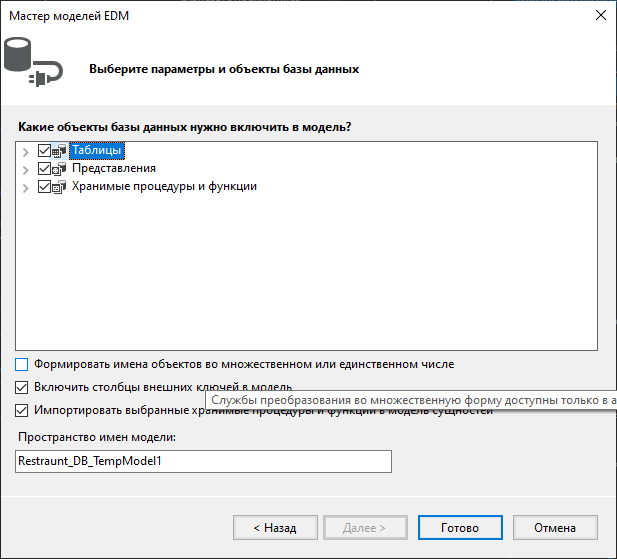 Мастер моделей EDM
Выберите параметры и объекты базы данных
Какие объекты базы данных нужно включить в модель?
Таблицы
Представления
Хранимые процедуры и функции
Формировать имена объектов во множественном или единственном числе
Включить столбцы внешних ключей в модель
Службы преобразования во множественную форму доступны только в а
Импортировать выбранные хранимые процедуры и функции в модель сущностей
Пространство имен модели:
Restraunt_DB_TempModel1
< Назад
Далее >
Готово
Отмена